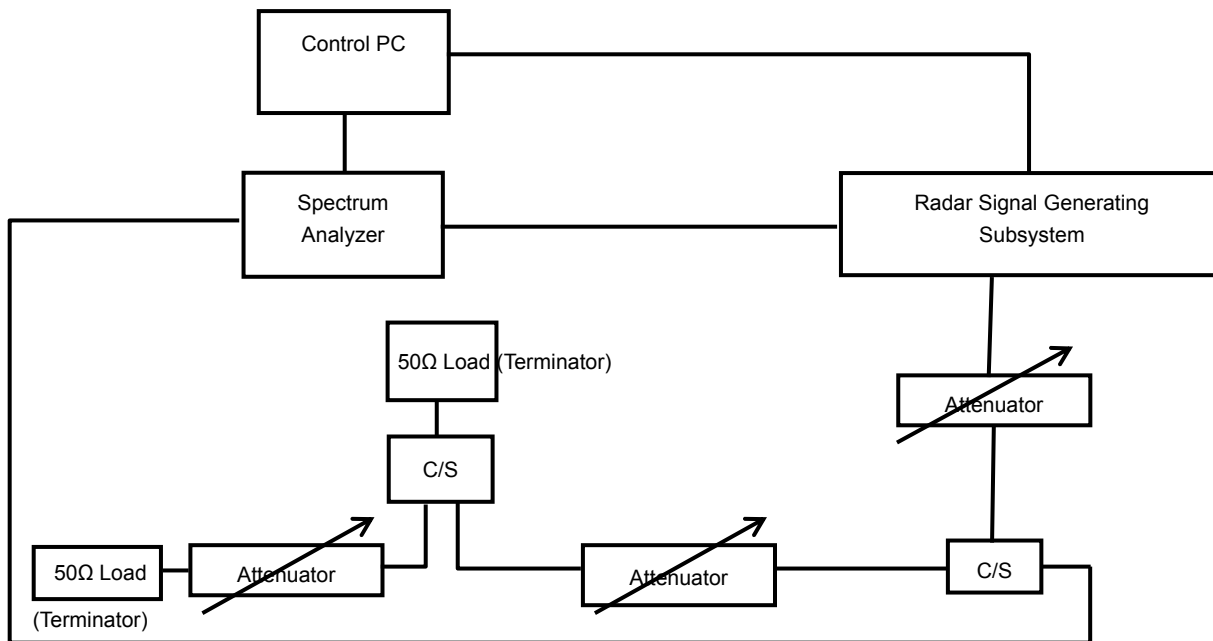 Control PC
Spectrum
Analyzer
Radar Signal Generating
Subsystem
50Ω Load (Terminator)
Attenuator
C/S
50Ω Load
(Terminator)
Attenuator
Attenuator
C/S